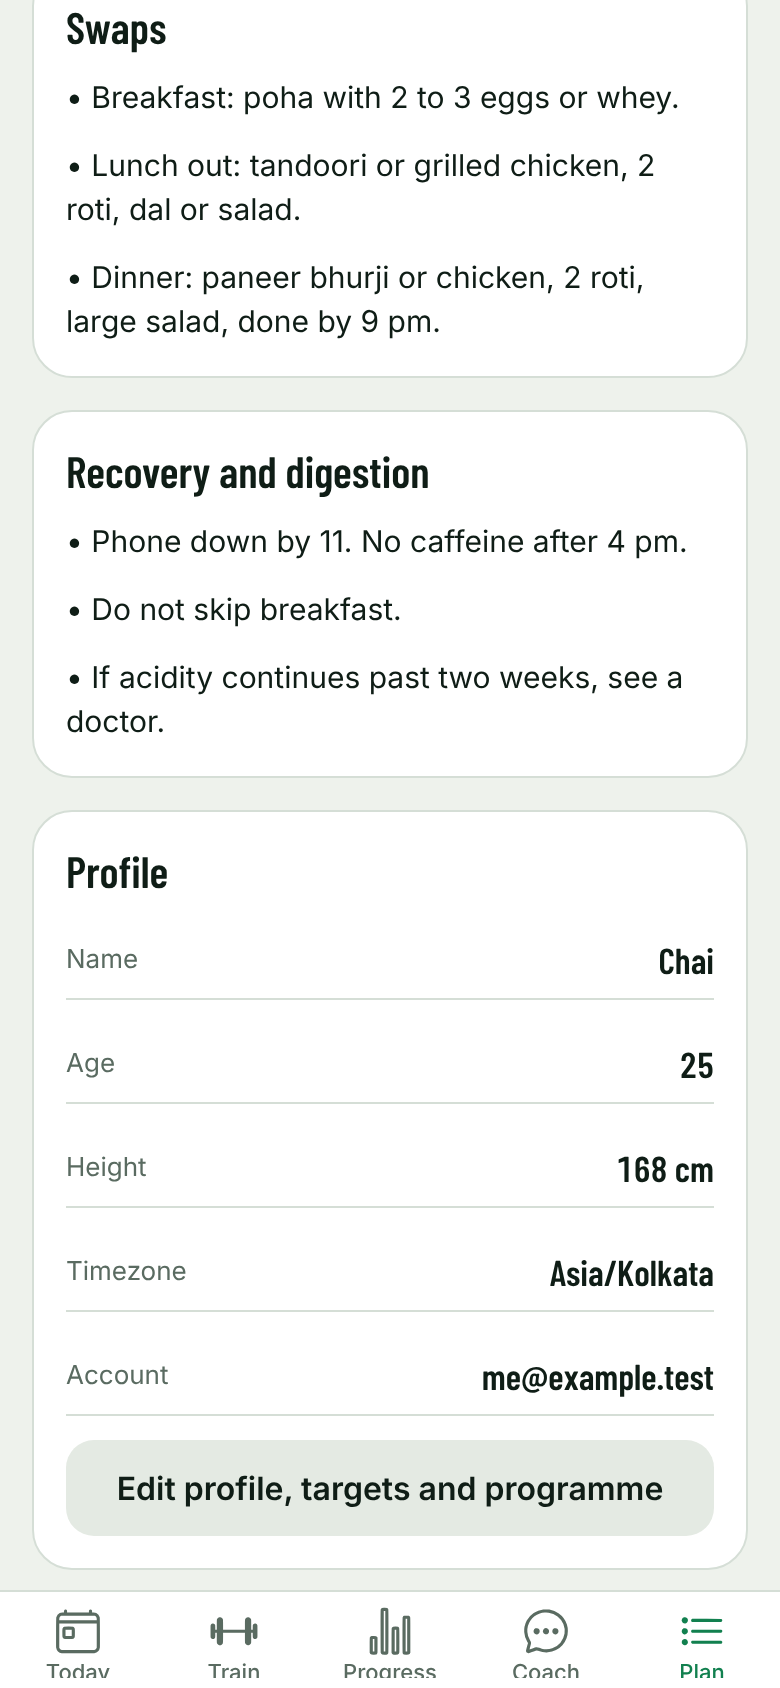 Swaps
• Breakfast: poha with 2 to 3 eggs or whey.
• Lunch out: tandoori or grilled chicken, 2
roti, dal or salad.
• Dinner: paneer bhurji or chicken, 2 roti,
large salad, done by 9 pm.
Recovery and digestion
• Phone down by 11. No caffeine after 4 pm.
• Do not skip breakfast.
• If acidity continues past two weeks, see a
doctor.
Profile
Name Chai
Age 25
Height 168 cm
Timezone Asia/Kolkata
Account me@example.test
Edit profile, targets and programme
Today Train Progress Coach Plan